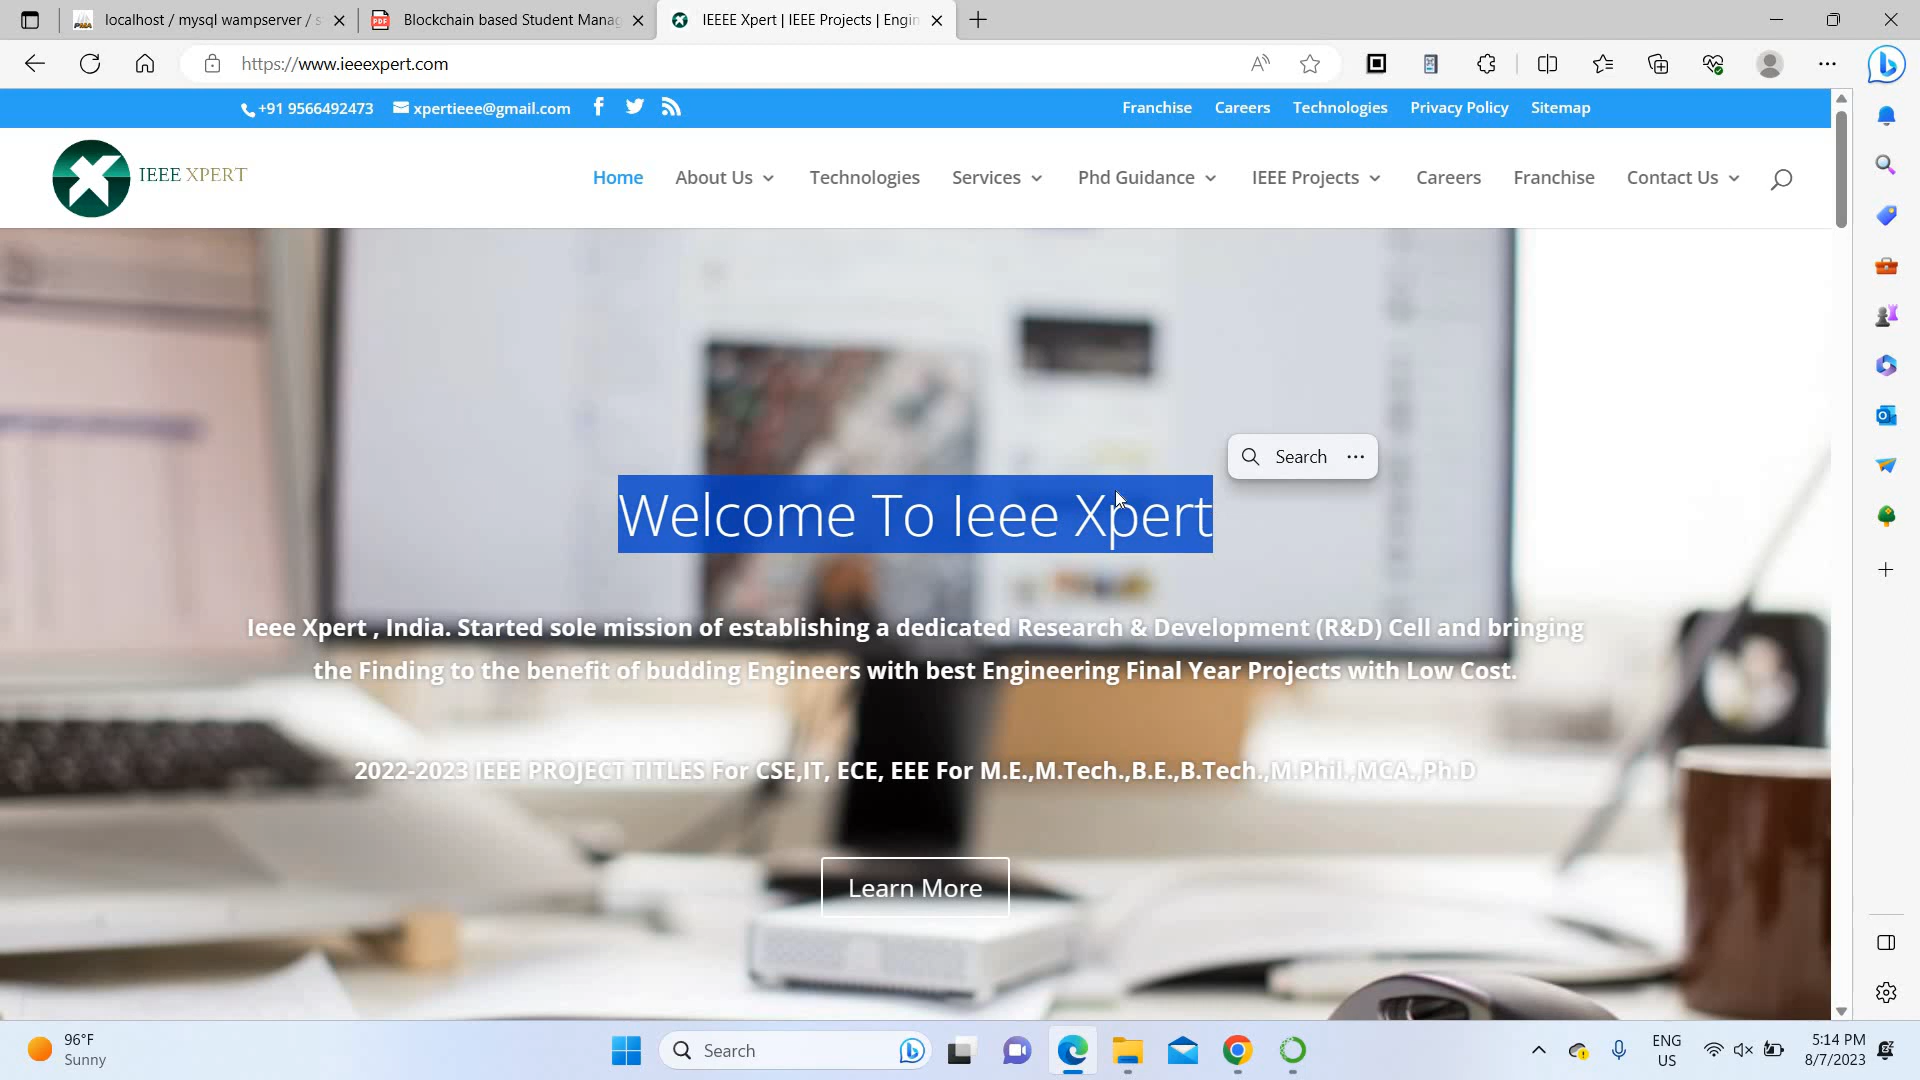 localhost / mysql wampserver / s
Blockchain based Student Manag
IEEEE Xpert | IEEE Projects | Engin
https://www.ieeexpert.com
+91 9566492473
xpertieee@gmail.com
Franchise
Careers
Technologies
Privacy Policy
Sitemap
IEEE XPERT
Home
About Us
Technologies
Services
Phd Guidance
IEEE Projects
Careers
Franchise
Contact Us
Search
Welcome To Ieee Xpert
Ieee Xpert , India. Started sole mission of establishing a dedicated Research & Development (R&D) Cell and bringing
the Finding to the benefit of budding Engineers with best Engineering Final Year Projects with Low Cost.
2022-2023 IEEE PROJECT TITLES For CSE,IT, ECE, EEE For M.E.,M.Tech.,B.E.,B.Tech.,M.Phil.,MCA.,Ph.D
Learn More
96°F
Sunny
Search
ENG
US
5:14 PM
8/7/2023